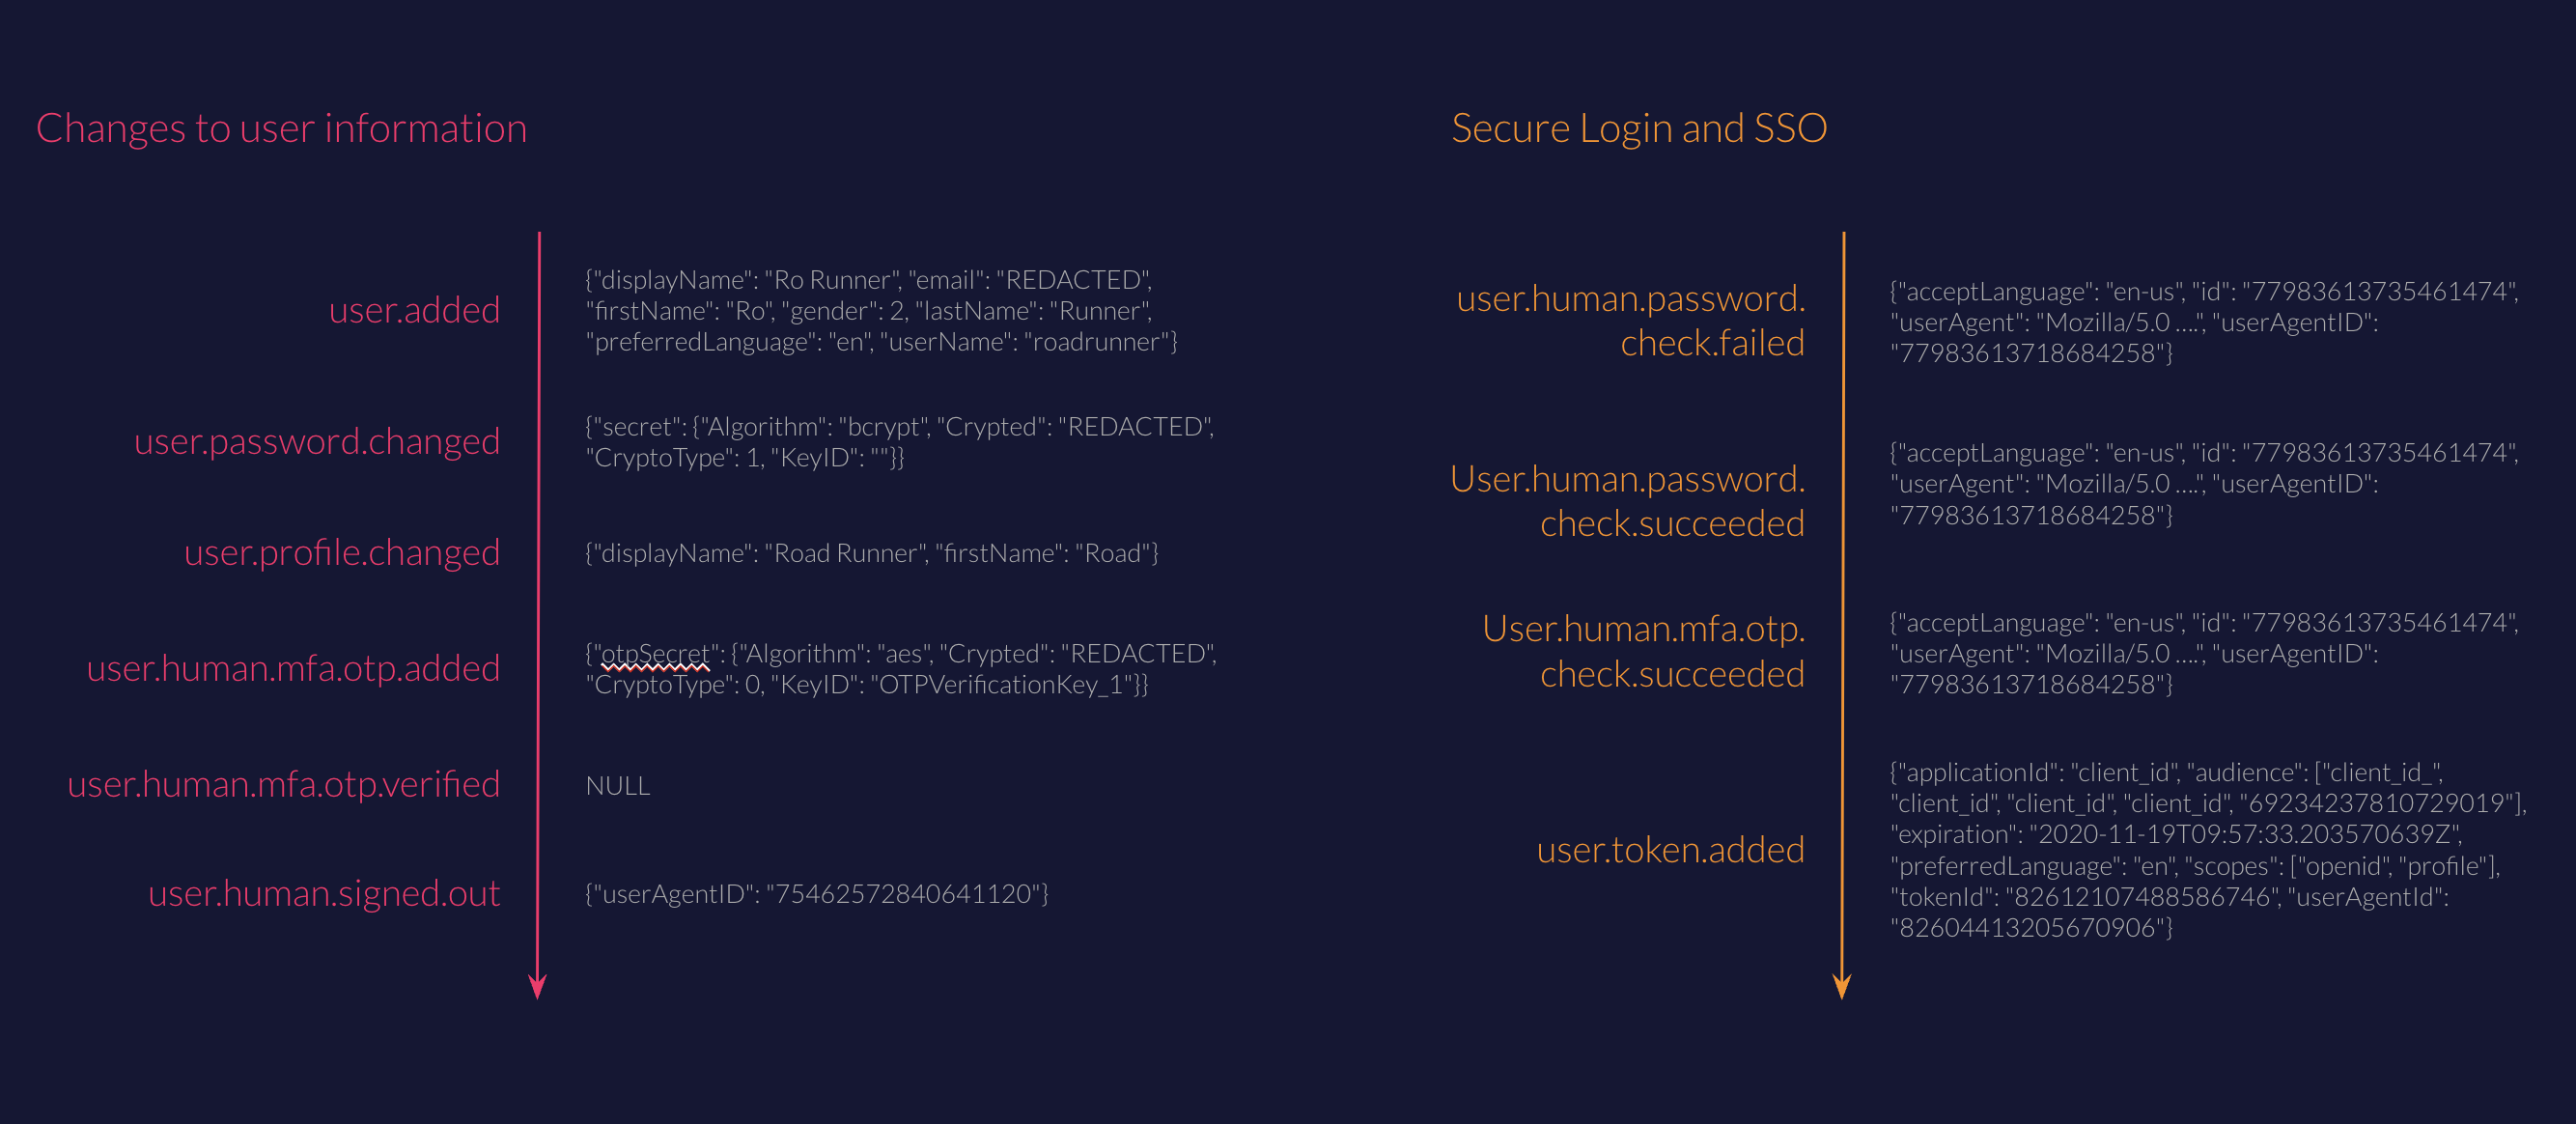 Changes to user information
user.added
{"displayName": "Ro Runner", "email": "REDACTED",
"firstName": "Ro", "gender": 2, "lastName": "Runner",
"preferredLanguage": "en", "userName": "roadrunner"}
user.password.changed
{"secret": {"Algorithm": "bcrypt", "Crypted": "REDACTED",
"CryptoType": 1, "KeyID": ""}}
user.profile.changed
{"displayName": "Road Runner", "firstName": "Road"}
user.human.mfa.otp.added
{"otpSecret": {"Algorithm": "aes", "Crypted": "REDACTED",
"CryptoType": 0, "KeyID": "OTPVerificationKey_1"}}
user.human.mfa.otp.verified
NULL
user.human.signed.out
{"userAgentID": "75462572840641120"}
Secure Login and SSO
user.human.password.
check.failed
{"acceptLanguage": "en-us", "id": "77983613735461474",
"userAgent": "Mozilla/5.0 ....", "userAgentID":
"77983613718684258"}
User.human.password.
check.succeeded
{"acceptLanguage": "en-us", "id": "77983613735461474",
"userAgent": "Mozilla/5.0 ....", "userAgentID":
"77983613718684258"}
User.human.mfa.otp.
check.succeeded
{"acceptLanguage": "en-us", "id": "77983613735461474",
"userAgent": "Mozilla/5.0 ....", "userAgentID":
"77983613718684258"}
user.token.added
{"applicationId": "client_id", "audience": ["client_id_",
"client_id", "client_id", "client_id", "69234237810729019"],
"expiration": "2020-11-19T09:57:33.203570639Z",
"preferredLanguage": "en", "scopes": ["openid", "profile"],
"tokenId": "82612107488586746", "userAgentId":
"82604413205670906"}